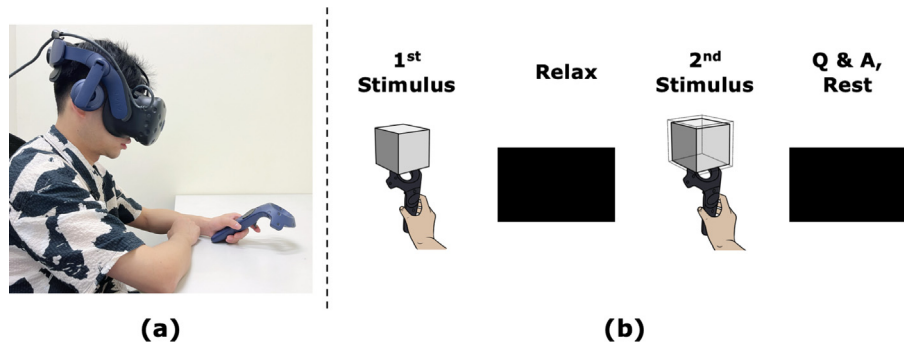 1st
Stimulus
Relax
2nd
Stimulus
Q & A,
Rest
(a)
(b)